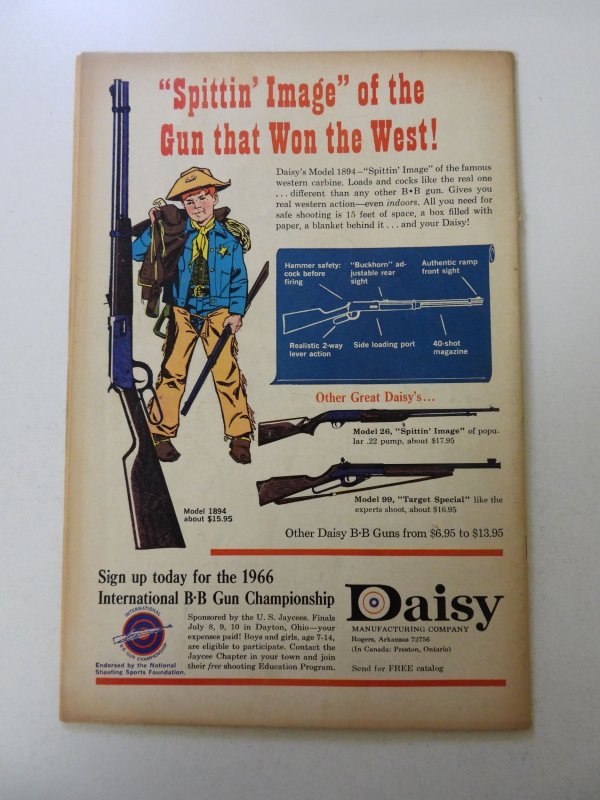 "Spittin' Image" of the
Gun that Won the West!
Daisy's Model 1894—"Spittin' Image" of the famous
western carbine. Loads and cocks like the real one
. . . different than any other B•B gun. Gives you
real western action—even indoors. All you need for
safe shooting is 15 feet of space, a box filled with
paper, a blanket behind it . . . and your Daisy!
Hammer safety:
cock before
firing
"Buckhorn" ad-
justable rear
sight
Authentic ramp
front sight
Realistic 2-way
lever action
Side loading port
40-shot
magazine
Other Great Daisy's...
Model 26, "Spittin' Image" of popu-
lar .22 pump, about $17.95
Model 99, "Target Special" like the
experts shoot, about $16.95
Model 1894
about $15.95
Other Daisy B•B Guns from $6.95 to $13.95
Sign up today for the 1966
International B•B Gun Championship
INTERNATIONAL
B·B GUN CHAMPIONSHIP
Endorsed by the National
Shooting Sports Foundation.
Sponsored by the U. S. Jaycees. Finals
July 8, 9, 10 in Dayton, Ohio—your
expenses paid! Boys and girls, age 7-14,
are eligible to participate. Contact the
Jaycee Chapter in your town and join
their free shooting Education Program.
Daisy
MANUFACTURING COMPANY
Rogers, Arkansas 72756
(In Canada: Preston, Ontario)
Send for FREE catalog